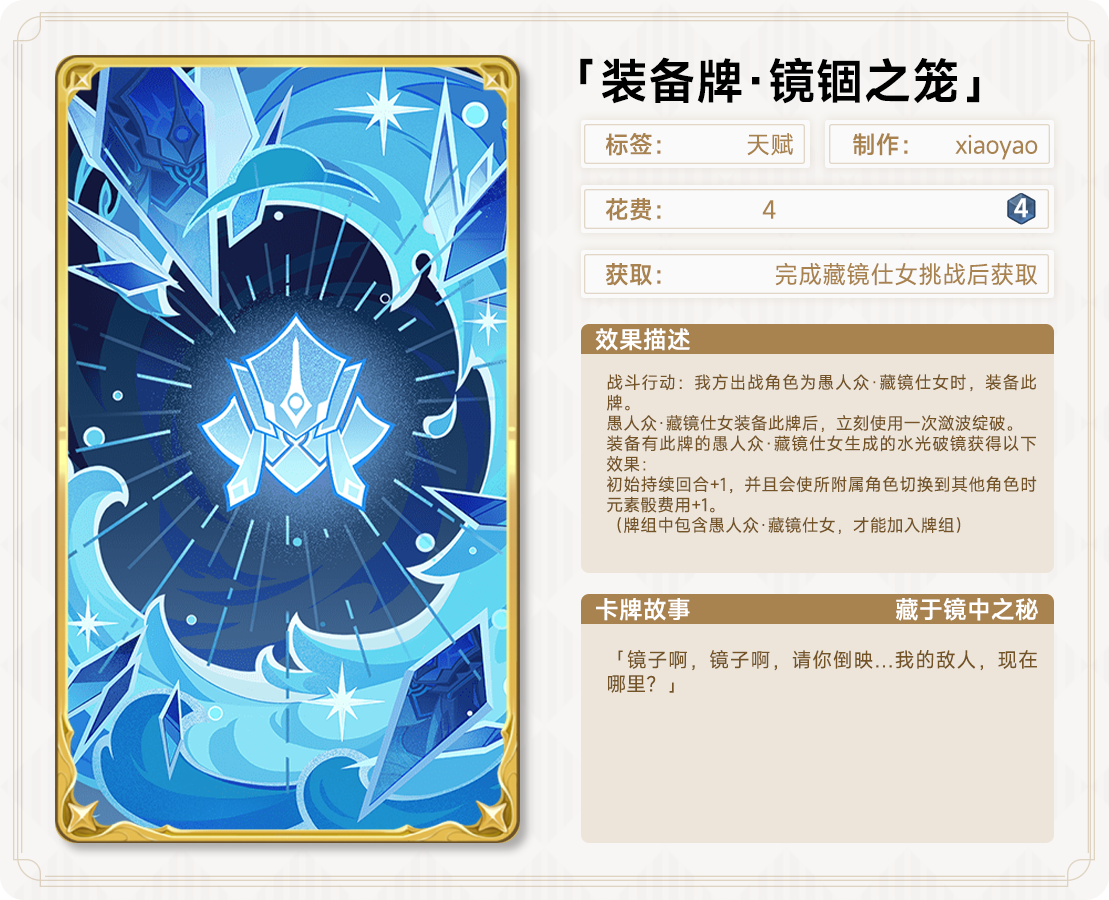 「装备牌·镜锢之笼」
标签： 天赋
制作： xiaoyao
花费： 4 4
获取： 完成藏镜仕女挑战后获取
效果描述
战斗行动：我方出战角色为愚人众·藏镜仕女时，装备此
牌。
愚人众·藏镜仕女装备此牌后，立刻使用一次潋波绽破。
装备有此牌的愚人众·藏镜仕女生成的水光破镜获得以下
效果：
初始持续回合+1，并且会使所附属角色切换到其他角色时
元素骰费用+1。
（牌组中包含愚人众·藏镜仕女，才能加入牌组）
卡牌故事 藏于镜中之秘
「镜子啊，镜子啊，请你倒映…我的敌人，现在
哪里？」